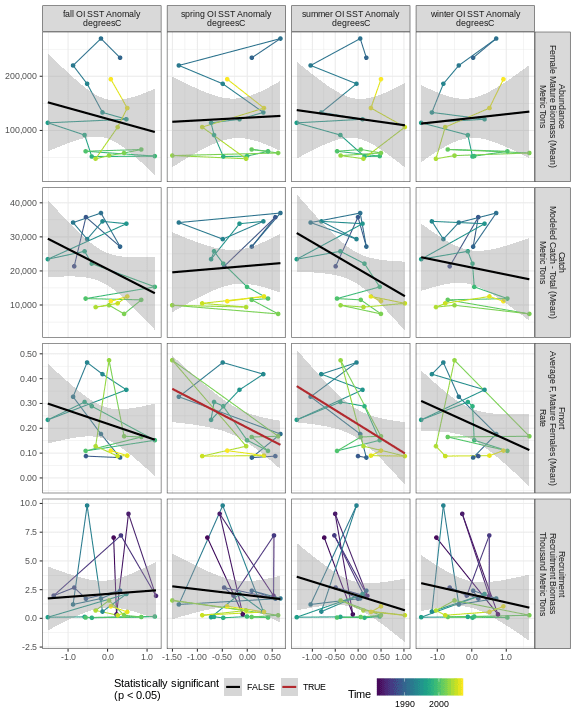 fall OI SST Anomaly
degreesC
spring OI SST Anomaly
degreesC
summer OI SST Anomaly
degreesC
winter OI SST Anomaly
degreesC
200,000
100,000
Abundance
Female Mature Biomass (Mean)
Metric Tons
40,000
30,000
20,000
10,000
Catch
Modeled Catch - Total (Mean)
Metric Tons
0.50
0.40
0.30
0.20
0.10
0.00
Fmort
Average F, Mature Females (Mean)
Rate
10.0
7.5
5.0
2.5
0.0
-2.5
Recruitment
Recruitment Biomass
Thousand Metric Tons
-1.0 0.0 1.0
-1.50 -1.00 -0.50 0.00 0.50
-1.00 -0.50 0.00 0.50 1.00
-1.0 0.0 1.0
Statistically significant
(p < 0.05)
FALSE
TRUE
Time
1990 2000